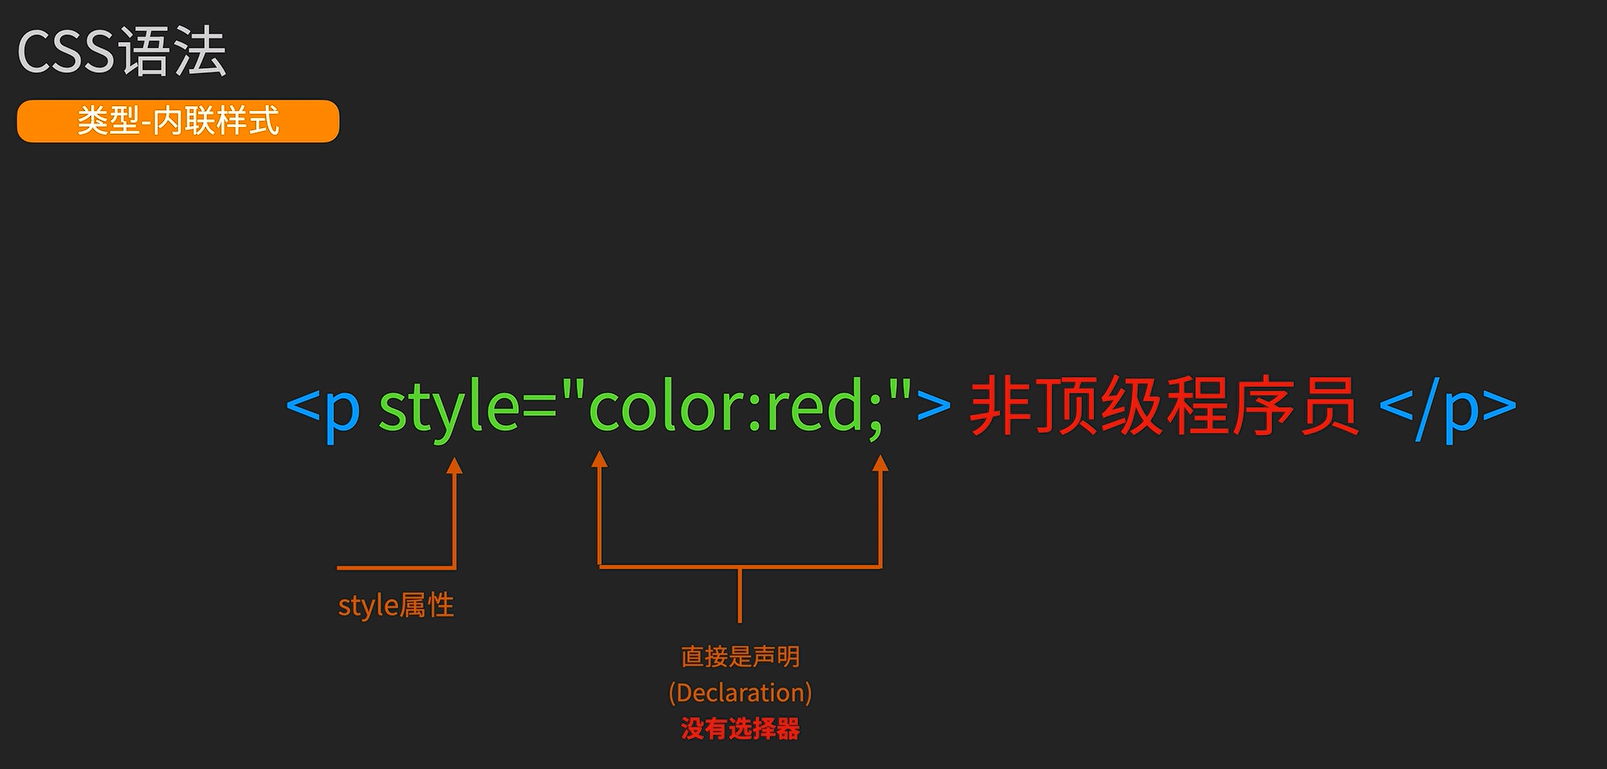 CSS语法
类型-内联样式
<p style="color:red;"> 非顶级程序员 </p>
style属性
直接是声明
(Declaration)
没有选择器